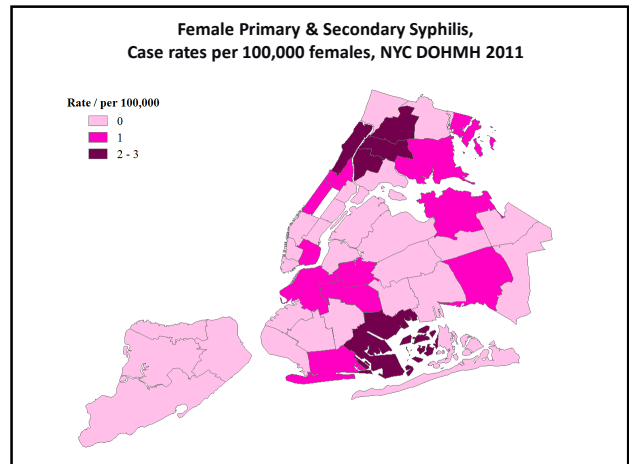 Female Primary & Secondary Syphilis,
Case rates per 100,000 females, NYC DOHMH 2011
Rate / per 100,000
0
1
2 - 3